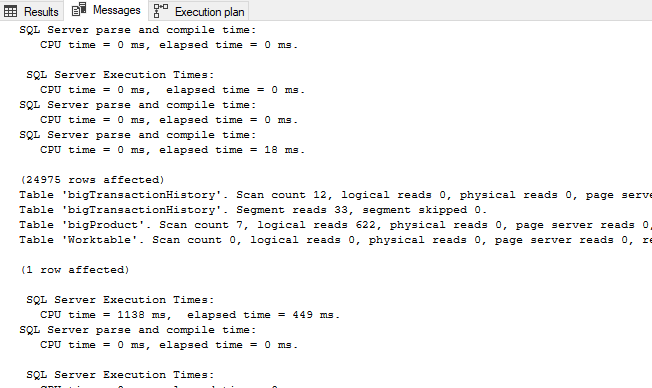 Results Messages Execution plan
SQL Server parse and compile time:
CPU time = 0 ms, elapsed time = 0 ms.
SQL Server Execution Times:
CPU time = 0 ms,  elapsed time = 0 ms.
SQL Server parse and compile time:
CPU time = 0 ms, elapsed time = 0 ms.
SQL Server parse and compile time:
CPU time = 0 ms, elapsed time = 18 ms.
(24975 rows affected)
Table 'bigTransactionHistory'. Scan count 12, logical reads 0, physical reads 0, page serve
Table 'bigTransactionHistory'. Segment reads 33, segment skipped 0.
Table 'bigProduct'. Scan count 7, logical reads 622, physical reads 0, page server reads 0,
Table 'Worktable'. Scan count 0, logical reads 0, physical reads 0, page server reads 0, re
(1 row affected)
SQL Server Execution Times:
CPU time = 1138 ms,  elapsed time = 449 ms.
SQL Server parse and compile time:
CPU time = 0 ms, elapsed time = 0 ms.
SQL Server Execution Times: